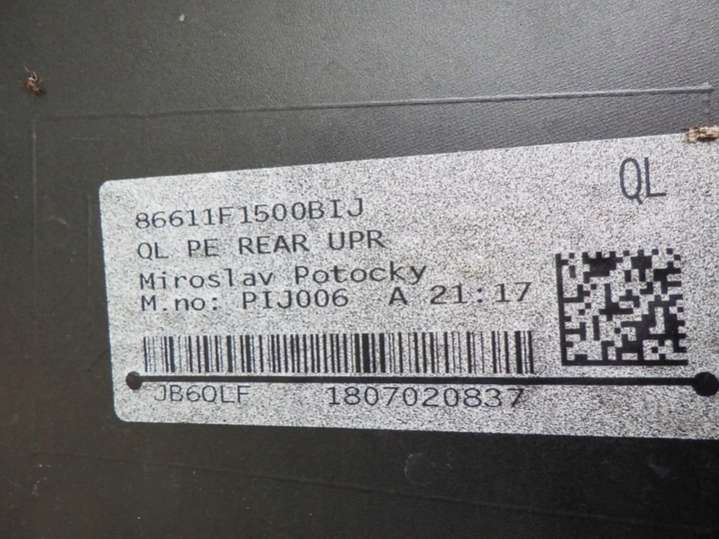 QL
86611F1500BIJ
QL PE REAR UPR
Miroslav Potocky
M.no: PIJ006 A 21:17
JB6QLF 1807020837